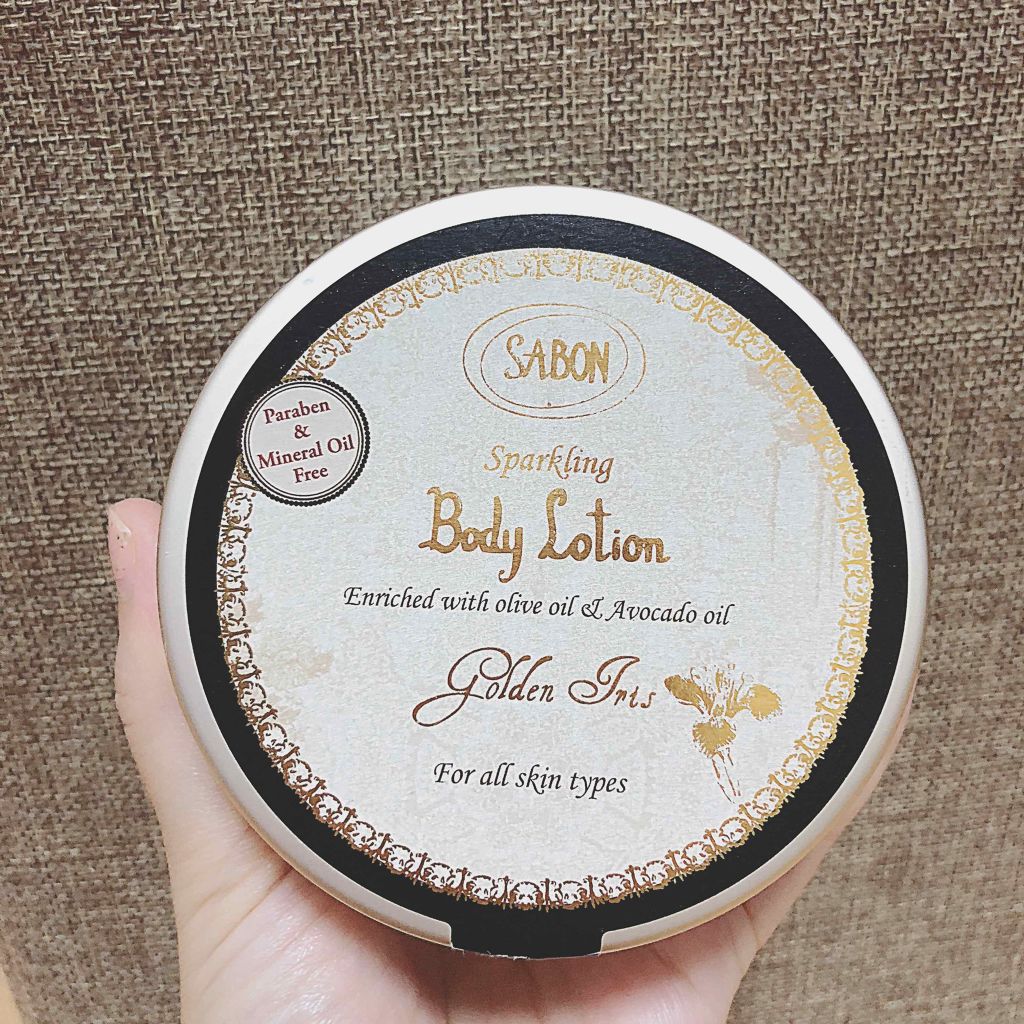 SABON
Paraben
&
Mineral Oil
Free
Sparkling
Body Lotion
Enriched with olive oil & Avocado oil
Golden Iris
For all skin types